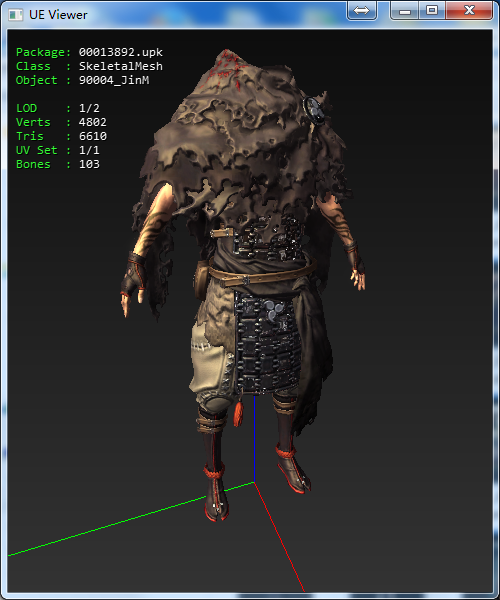 UE Viewer
Package: 00013892.upk
Class  : SkeletalMesh
Object : 90004_JinM
LOD    : 1/2
Verts  : 4802
Tris   : 6610
UV Set : 1/1
Bones  : 103